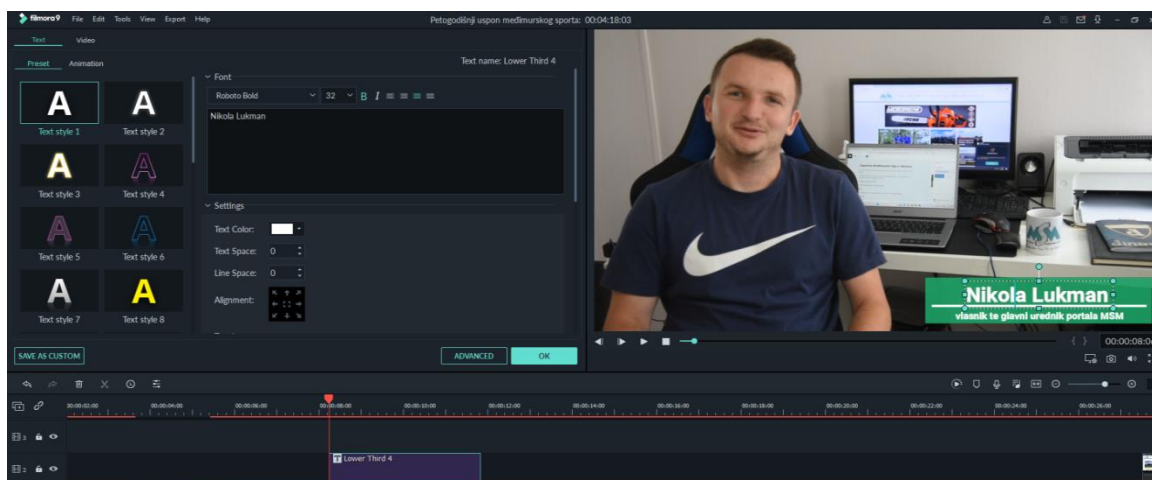 filmora9 File Edit Tools View Export Help Petogodišnji uspon međimurskog sporta: 00:04:18:03
Text Video
Preset Animation Text name: Lower Third 4
Font
Roboto Bold 32 B I
Nikola Lukman
A A
Text style 1 Text style 2
A A
Text style 3 Text style 4
A A
Text style 5 Text style 6
A A
Text style 7 Text style 8
Settings
Text Color:
Text Space: 0
Line Space: 0
Alignment:
SAVE AS CUSTOM ADVANCED OK
MSM
Nikola Lukman
vlasnik te glavni urednik portala MSM
{ } 00:00:08:0
00:00:02:00 00:00:04:00 00:00:06:00 00:00:08:00 00:00:10:00 00:00:12:00 00:00:14:00 00:00:16:00 00:00:18:00 00:00:20:00 00:00:22:00 00:00:24:00 00:00:26:00
3
2 T Lower Third 4